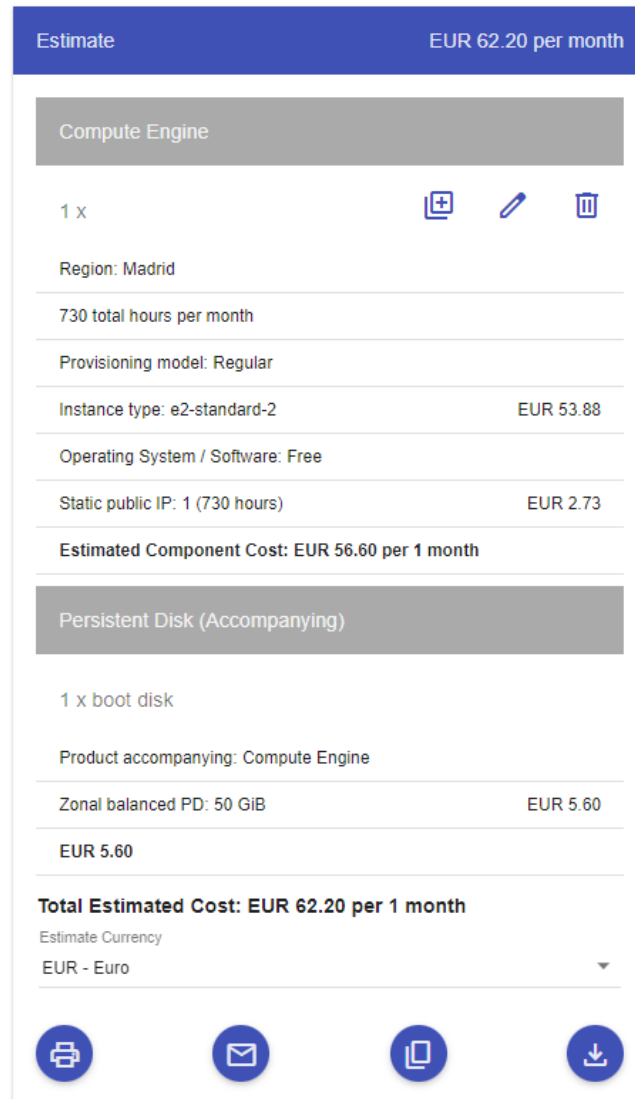 Estimate EUR 62.20 per month
Compute Engine
1 x
Region: Madrid
730 total hours per month
Provisioning model: Regular
Instance type: e2-standard-2 EUR 53.88
Operating System / Software: Free
Static public IP: 1 (730 hours) EUR 2.73
Estimated Component Cost: EUR 56.60 per 1 month
Persistent Disk (Accompanying)
1 x boot disk
Product accompanying: Compute Engine
Zonal balanced PD: 50 GiB EUR 5.60
EUR 5.60
Total Estimated Cost: EUR 62.20 per 1 month
Estimate Currency
EUR - Euro